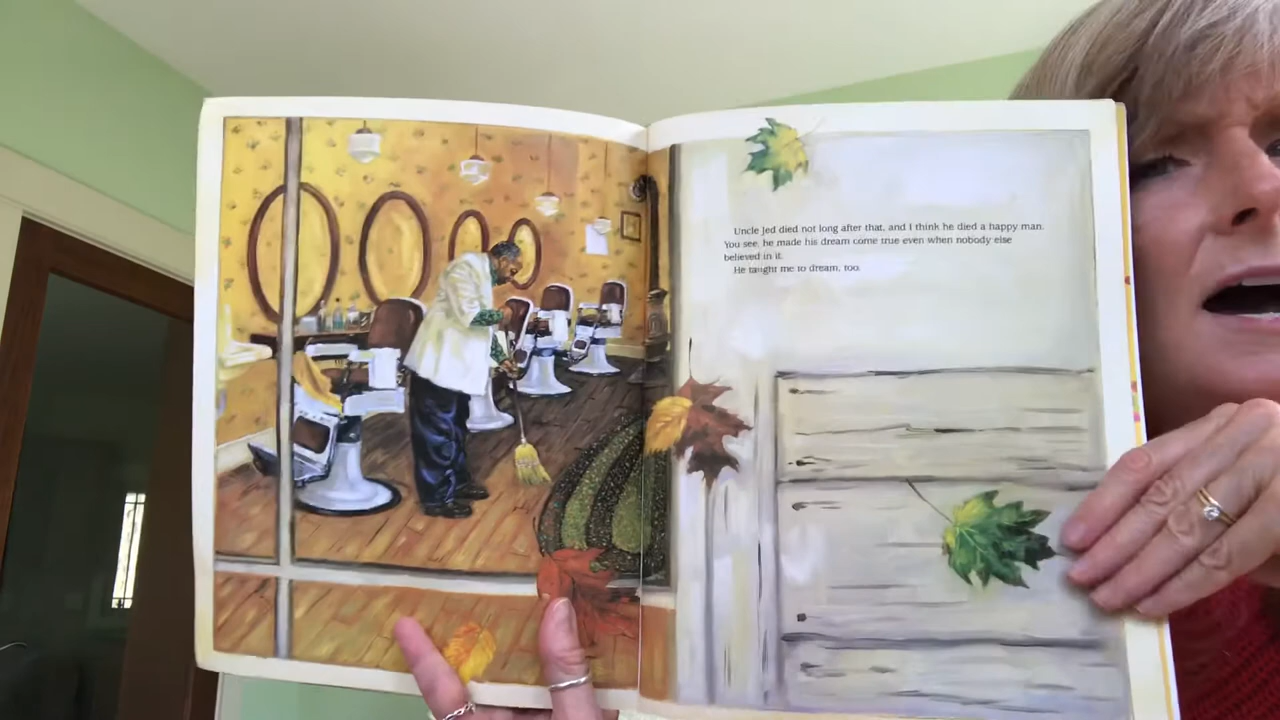 Uncle Jed died not long after that, and I think he died a happy man.
You see, he made his dream come true even when nobody else
believed in it.
He taught me to dream, too.